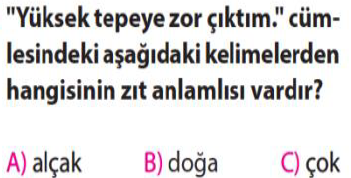 "Yüksek tepeye zor çıktım." cüm-
lesindeki aşağıdaki kelimelerden
hangisinin zıt anlamlısı vardır?
A) alçak B) doğa C) çok